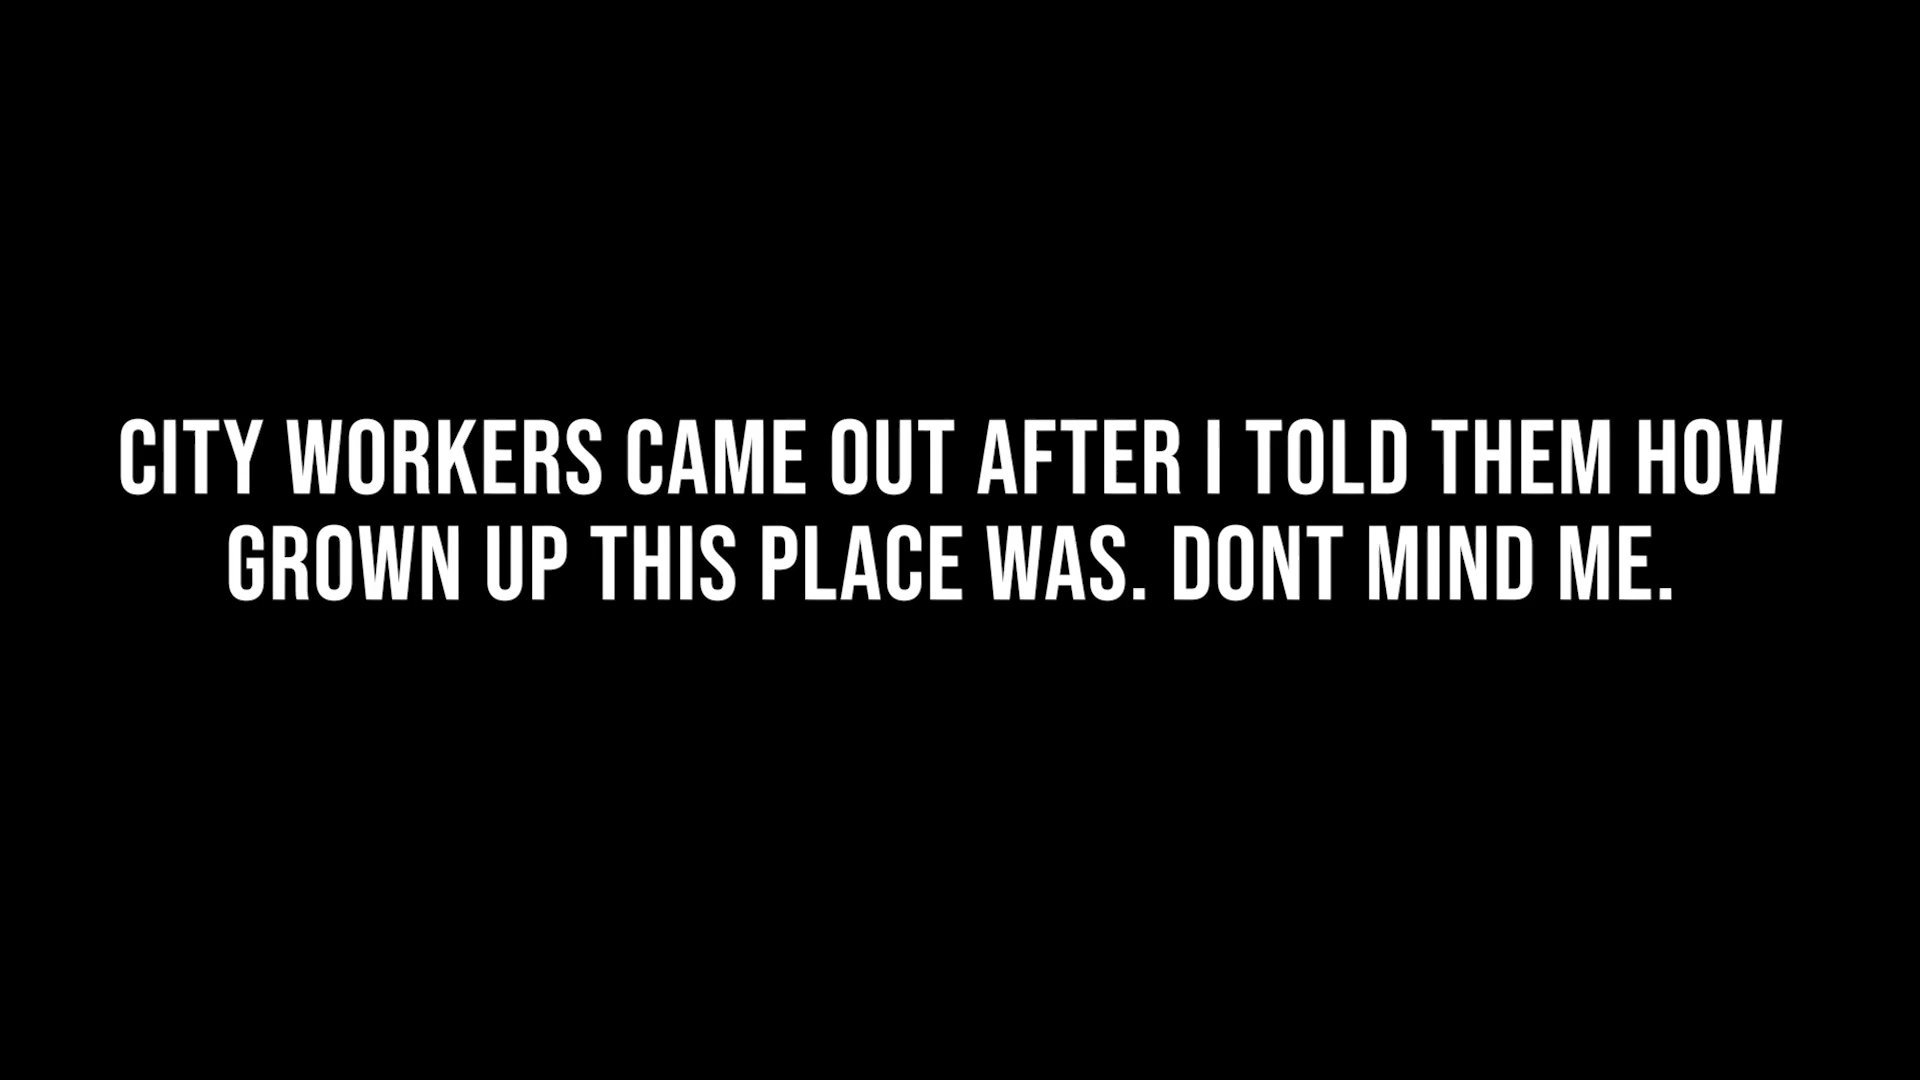 CITY WORKERS CAME OUT AFTER I TOLD THEM HOW
GROWN UP THIS PLACE WAS. DONT MIND ME.